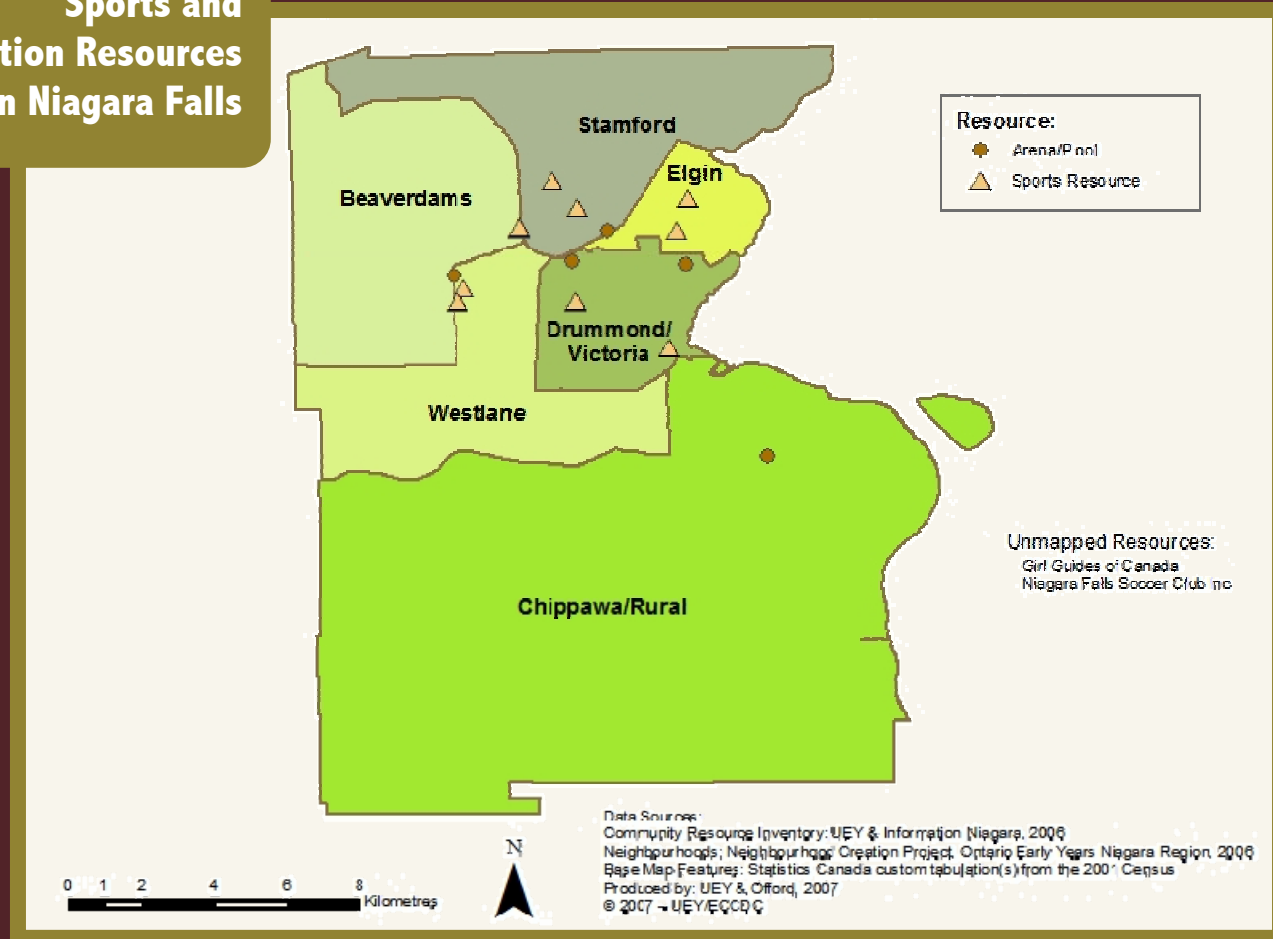 Sports and
tion Resources
n Niagara Falls
Stamford
Elgin
Beaverdams
Drummond/
Victoria
Westlane
Chippawa/Rural
Resource:
Arena/Pool
Sports Resource
Unmapped Resources:
Girl Guides of Canada
Niagara Falls Soccer Club Inc
Data Sources:
Community Resource Inventory: UEY & Information Niagara, 2006
Neighbourhoods; Neighbourhood Creation Project, Ontario Early Years Niagara Region, 2006
Base Map Features: Statistics Canada custom tabulation(s) from the 2001 Census
Produced by: UEY & Offord, 2007
© 2007 - UEY/ECCDC
N
0 1 2 4 6 8
Kilometres